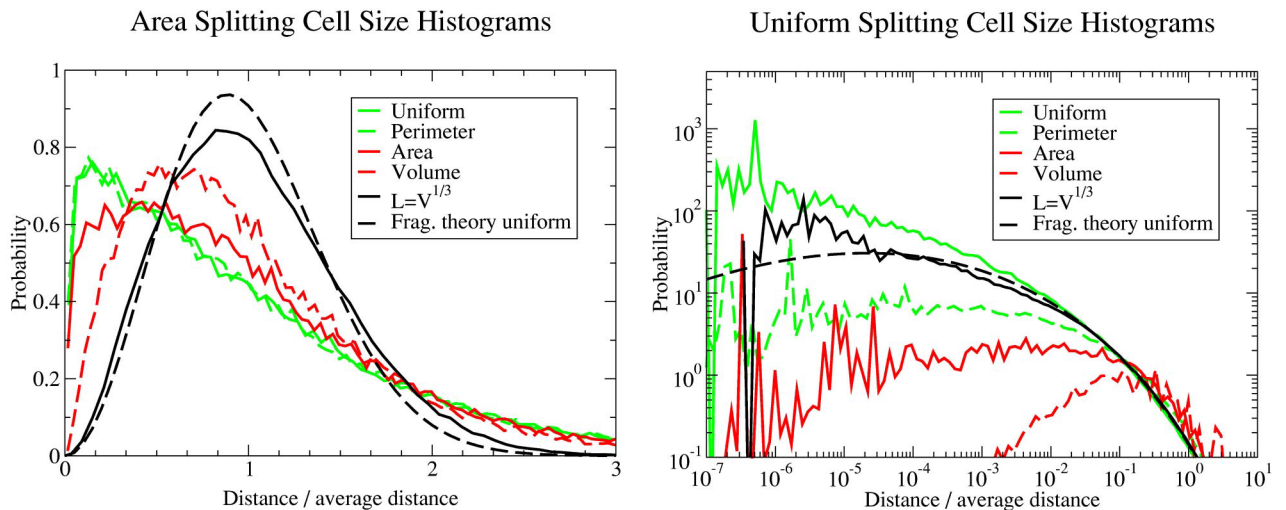 Area Splitting Cell Size Histograms
Probability
1
0.8
0.6
0.4
0.2
0
0
1
2
3
Distance / average distance
Uniform
Perimeter
Area
Volume
L=V^{1/3}
Frag. theory uniform
Uniform Splitting Cell Size Histograms
Probability
10^3
10^2
10^1
10^0
10^-1
10^-7
10^-6
10^-5
10^-4
10^-3
10^-2
10^-1
10^0
10^1
Distance / average distance
Uniform
Perimeter
Area
Volume
L=V^{1/3}
Frag. theory uniform